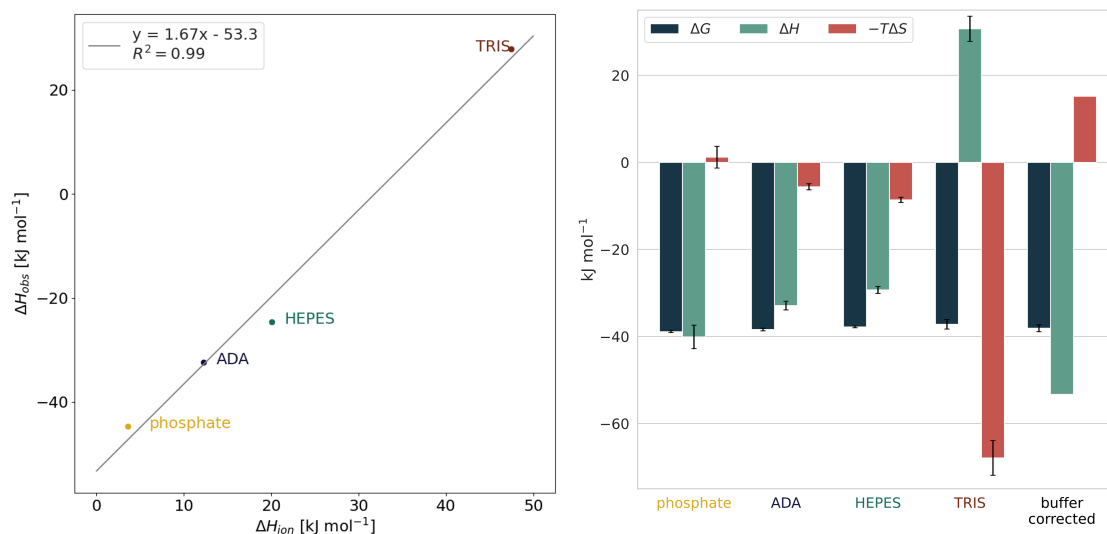 y = 1.67x - 53.3
R² = 0.99
TRIS
HEPES
ADA
phosphate
20
0
−20
−40
ΔH_obs [kJ mol⁻¹]
0 10 20 30 40 50
ΔH_ion [kJ mol⁻¹]
ΔG ΔH −TΔS
20
0
−20
−40
−60
kJ mol⁻¹
phosphate ADA HEPES TRIS buffer
corrected